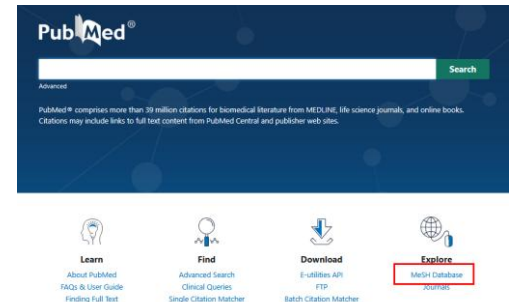 PubMed®
Search
Advanced
PubMed® comprises more than 39 million citations for biomedical literature from MEDLINE, life science journals, and online books.
Citations may include links to full text content from PubMed Central and publisher web sites.
Learn
Find
Download
Explore
About PubMed
Advanced Search
E-utilities API
MeSH Database
FAQs & User Guide
Clinical Queries
FTP
Journals
Finding Full Text
Single Citation Matcher
Batch Citation Matcher